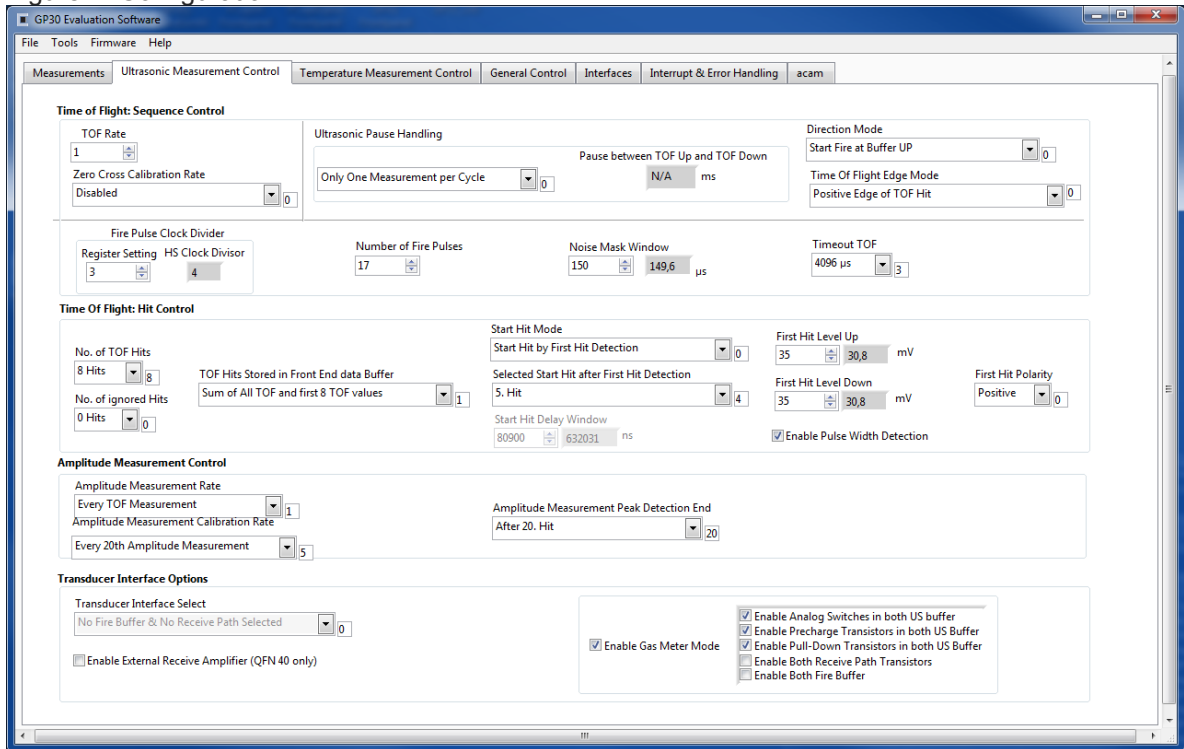 GP30 Evaluation Software
File Tools Firmware Help
Measurements Ultrasonic Measurement Control Temperature Measurement Control General Control Interfaces Interrupt & Error Handling acam
Time of Flight: Sequence Control
TOF Rate
1
Zero Cross Calibration Rate
Disabled 0
Ultrasonic Pause Handling
Pause between TOF Up and TOF Down
Only One Measurement per Cycle 0 N/A ms
Direction Mode
Start Fire at Buffer UP 0
Time Of Flight Edge Mode
Positive Edge of TOF Hit 0
Fire Pulse Clock Divider
Register Setting HS Clock Divisor
3 4
Number of Fire Pulses
17
Noise Mask Window
150 149,6 µs
Timeout TOF
4096 µs 3
Time Of Flight: Hit Control
No. of TOF Hits
8 Hits 8
No. of ignored Hits
0 Hits 0
TOF Hits Stored in Front End data Buffer
Sum of All TOF and first 8 TOF values 1
Start Hit Mode
Start Hit by First Hit Detection 0
Selected Start Hit after First Hit Detection
5. Hit 4
Start Hit Delay Window
80900 632031 ns
First Hit Level Up
35 30,8 mV
First Hit Level Down
35 30,8 mV
Enable Pulse Width Detection
First Hit Polarity
Positive 0
Amplitude Measurement Control
Amplitude Measurement Rate
Every TOF Measurement 1
Amplitude Measurement Calibration Rate
Every 20th Amplitude Measurement 5
Amplitude Measurement Peak Detection End
After 20. Hit 20
Transducer Interface Options
Transducer Interface Select
No Fire Buffer & No Receive Path Selected 0
Enable External Receive Amplifier (QFN 40 only)
Enable Gas Meter Mode
Enable Analog Switches in both US buffer
Enable Precharge Transistors in both US Buffer
Enable Pull-Down Transistors in both US Buffer
Enable Both Receive Path Transistors
Enable Both Fire Buffer